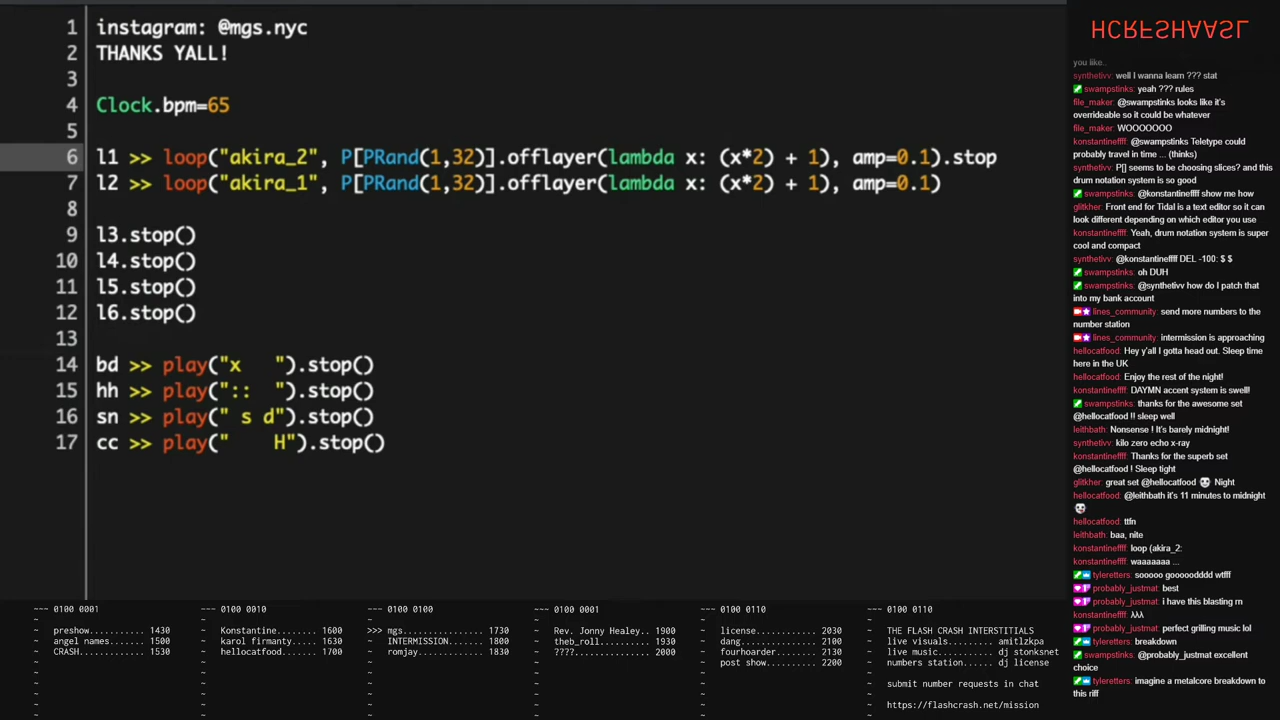 1 instagram: @mgs.nyc
2 THANKS YALL!
3
4 Clock.bpm=65
5
6 l1 >> loop("akira_2", P[PRand(1,32)].offlayer(lambda x: (x*2) + 1), amp=0.1).stop
7 l2 >> loop("akira_1", P[PRand(1,32)].offlayer(lambda x: (x*2) + 1), amp=0.1)
8
9 l3.stop()
10 l4.stop()
11 l5.stop()
12 l6.stop()
13
14 bd >> play("x   ").stop()
15 hh >> play("::  ").stop()
16 sn >> play(" s d").stop()
17 cc >> play("    H").stop()
HCRFSHAASL
you like..
synthetivv: well I wanna learn ??? stat
swampstinks: yeah ??? rules
file_maker: @swampstinks looks like it's
overrideable so it could be whatever
file_maker: WOOOOOOO
konstantineffff: @swampstinks Teletype could
probably travel in time ... (thinks)
synthetivv: P[] seems to be choosing slices? and this
drum notation system is so good
swampstinks: @konstantineffff show me how
glitkher: Front end for Tidal is a text editor so it can
look different depending on which editor you use
konstantineffff: Yeah, drum notation system is super
cool and compact
synthetivv: @konstantineffff DEL -100: $ $
swampstinks: oh DUH
swampstinks: @synthetivv how do I patch that
into my bank account
lines_community: send more numbers to the
number station
lines_community: intermission is approaching
hellocatfood: Hey y'all I gotta head out. Sleep time
here in the UK
hellocatfood: Enjoy the rest of the night!
konstantineffff: DAYMN accent system is swell!
swampstinks: thanks for the awesome set
@hellocatfood !! sleep well
leithbath: Nonsense ! It's barely midnight!
synthetivv: kilo zero echo x-ray
konstantineffff: Thanks for the superb set
@hellocatfood ! Sleep tight
glitkher: great set @hellocatfood Night
hellocatfood: @leithbath it's 11 minutes to midnight
hellocatfood: ttfn
leithbath: baa, nite
konstantineffff: loop (akira_2:
konstantineffff: waaaaaaa ...
tyleretters: sooooo gooooodddd wtfff
probably_justmat: best
probably_justmat: i have this blasting rn
konstantineffff: λλλ
probably_justmat: perfect grilling music lol
tyleretters: breakdown
swampstinks: @probably_justmat excellent
choice
tyleretters: imagine a metalcore breakdown to
this riff
~~~ 0100 0001
~ preshow.......... 1430
~ angel names...... 1500
~ CRASH............ 1530
~~~ 0100 0010
~ Konstantine....... 1600
~ karol firmanty.... 1630
~ hellocatfood...... 1700
~~~ 0100 0100
>>> mgs.............. 1730
~ INTERMISSION..... 1800
~ romjay........... 1830
~~~ 0100 0001
~ Rev. Jonny Healey.. 1900
~ theb_roll.......... 1930
~ ????............... 2000
~~~ 0100 0110
~ license........... 2030
~ dang.............. 2100
~ fourhoarder....... 2130
~ post show......... 2200
~~~ 0100 0110
~ THE FLASH CRASH INTERSTITIALS
~ live visuals...... amitlzkpa
~ live music..... dj stonksnet
~ numbers station... dj license
~ submit number requests in chat
~ https://flashcrash.net/mission